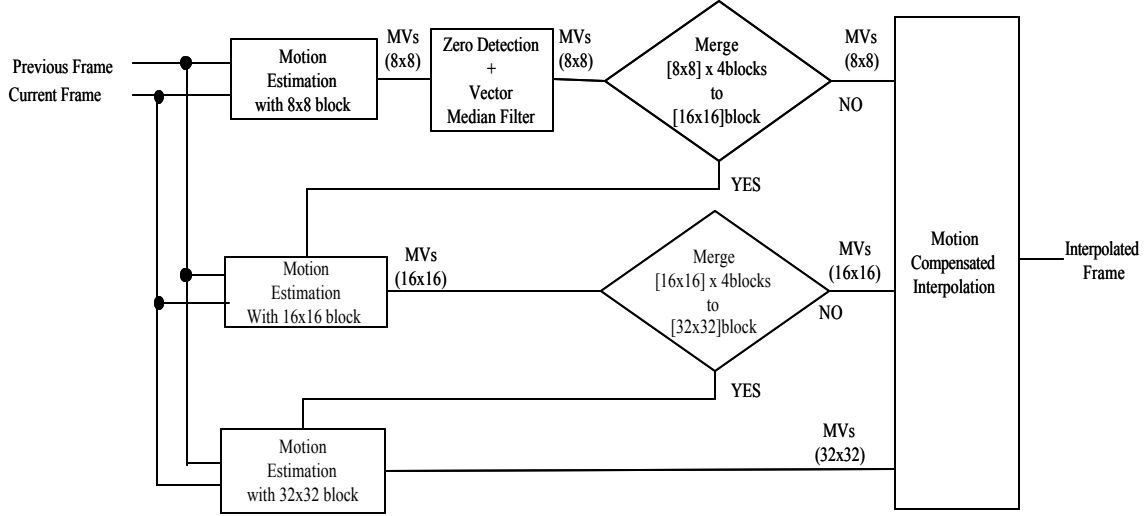 Previous Frame
Current Frame
Motion
Estimation
with 8x8 block
MVs
(8x8)
Zero Detection
+
Vector
Median Filter
MVs
(8x8)
Merge
[8x8] x 4blocks
to
[16x16]block
MVs
(8x8)
NO
YES
Motion
Estimation
With 16x16 block
MVs
(16x16)
Merge
[16x16] x 4blocks
to
[32x32]block
MVs
(16x16)
NO
YES
Motion
Estimation
with 32x32 block
MVs
(32x32)
Motion
Compensated
Interpolation
Interpolated
Frame